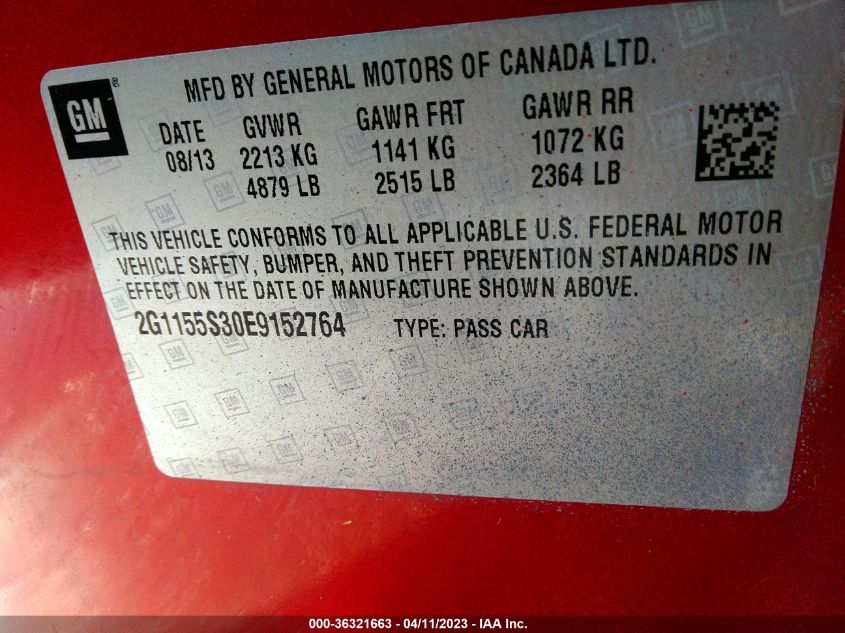 GM ®
MFD BY GENERAL MOTORS OF CANADA LTD.
DATE GVWR GAWR FRT GAWR RR
08/13 2213 KG 1141 KG 1072 KG
4879 LB 2515 LB 2364 LB
THIS VEHICLE CONFORMS TO ALL APPLICABLE U.S. FEDERAL MOTOR
VEHICLE SAFETY, BUMPER, AND THEFT PREVENTION STANDARDS IN
EFFECT ON THE DATE OF MANUFACTURE SHOWN ABOVE.
2G1155S30E9152764 TYPE: PASS CAR
000-36321663 - 04/11/2023 - IAA Inc.